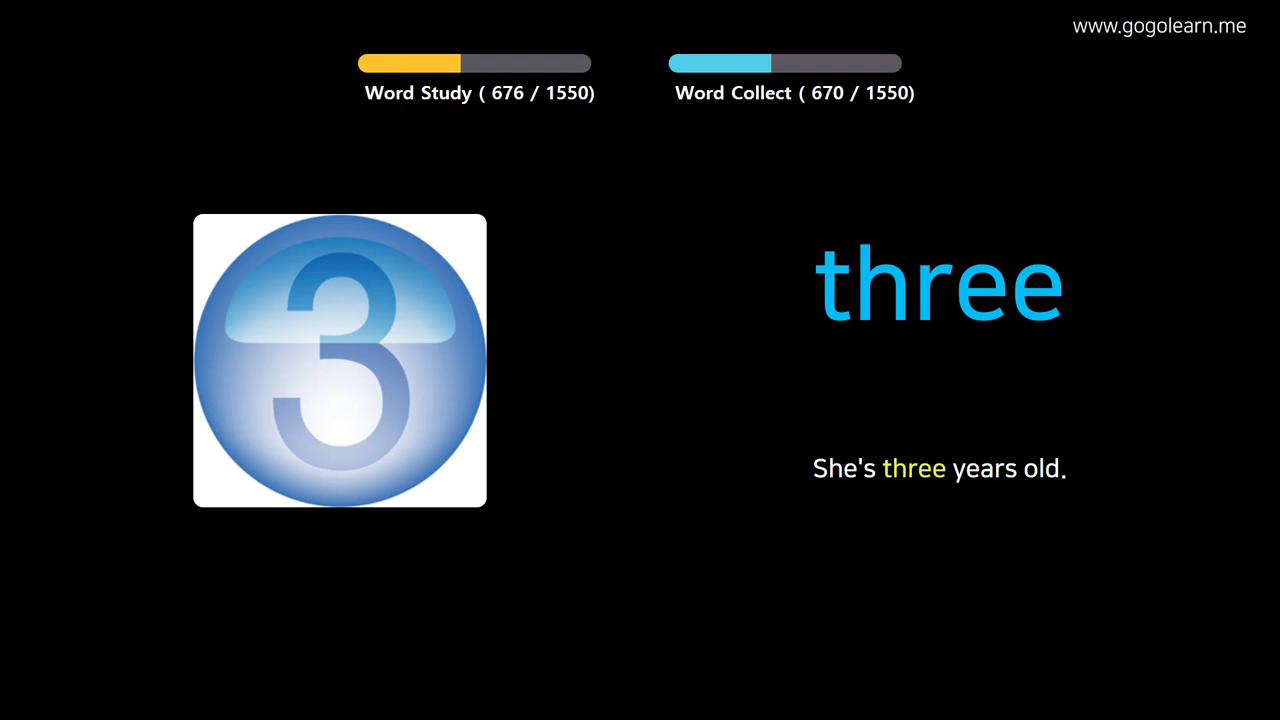 www.gogolearn.me
Word Study ( 676 / 1550)
Word Collect ( 670 / 1550)
3
three
She's three years old.